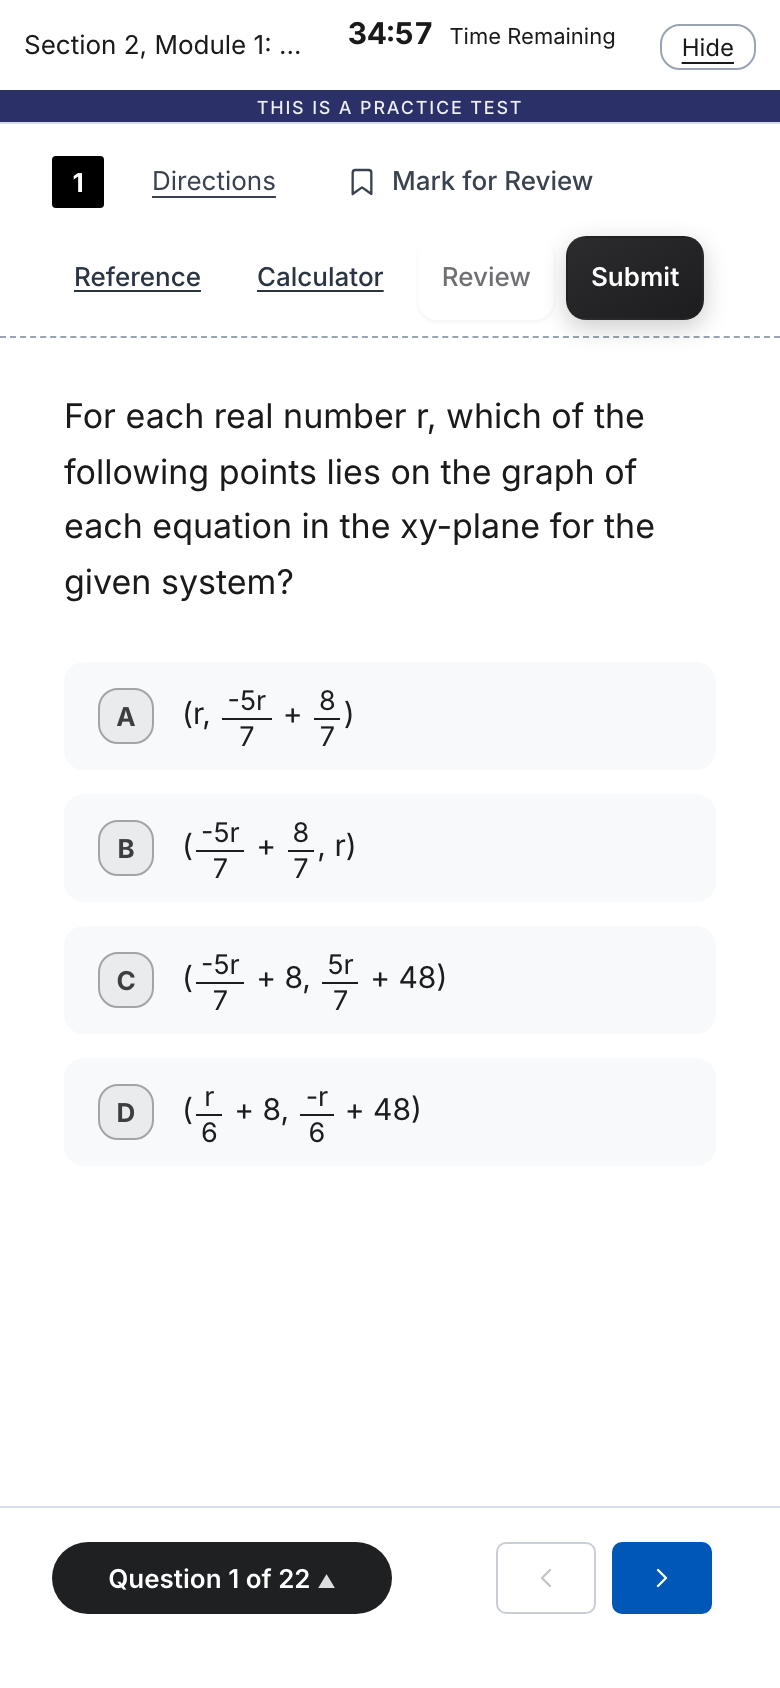 Section 2, Module 1: ...
34:57 Time Remaining
Hide
THIS IS A PRACTICE TEST
1
Directions
Mark for Review
Reference
Calculator
Review
Submit
For each real number r, which of the
following points lies on the graph of
each equation in the xy-plane for the
given system?
A (r, -5r/7 + 8/7)
B (-5r/7 + 8/7, r)
C (-5r/7 + 8, 5r/7 + 48)
D (r/6 + 8, -r/6 + 48)
Question 1 of 22 ▲